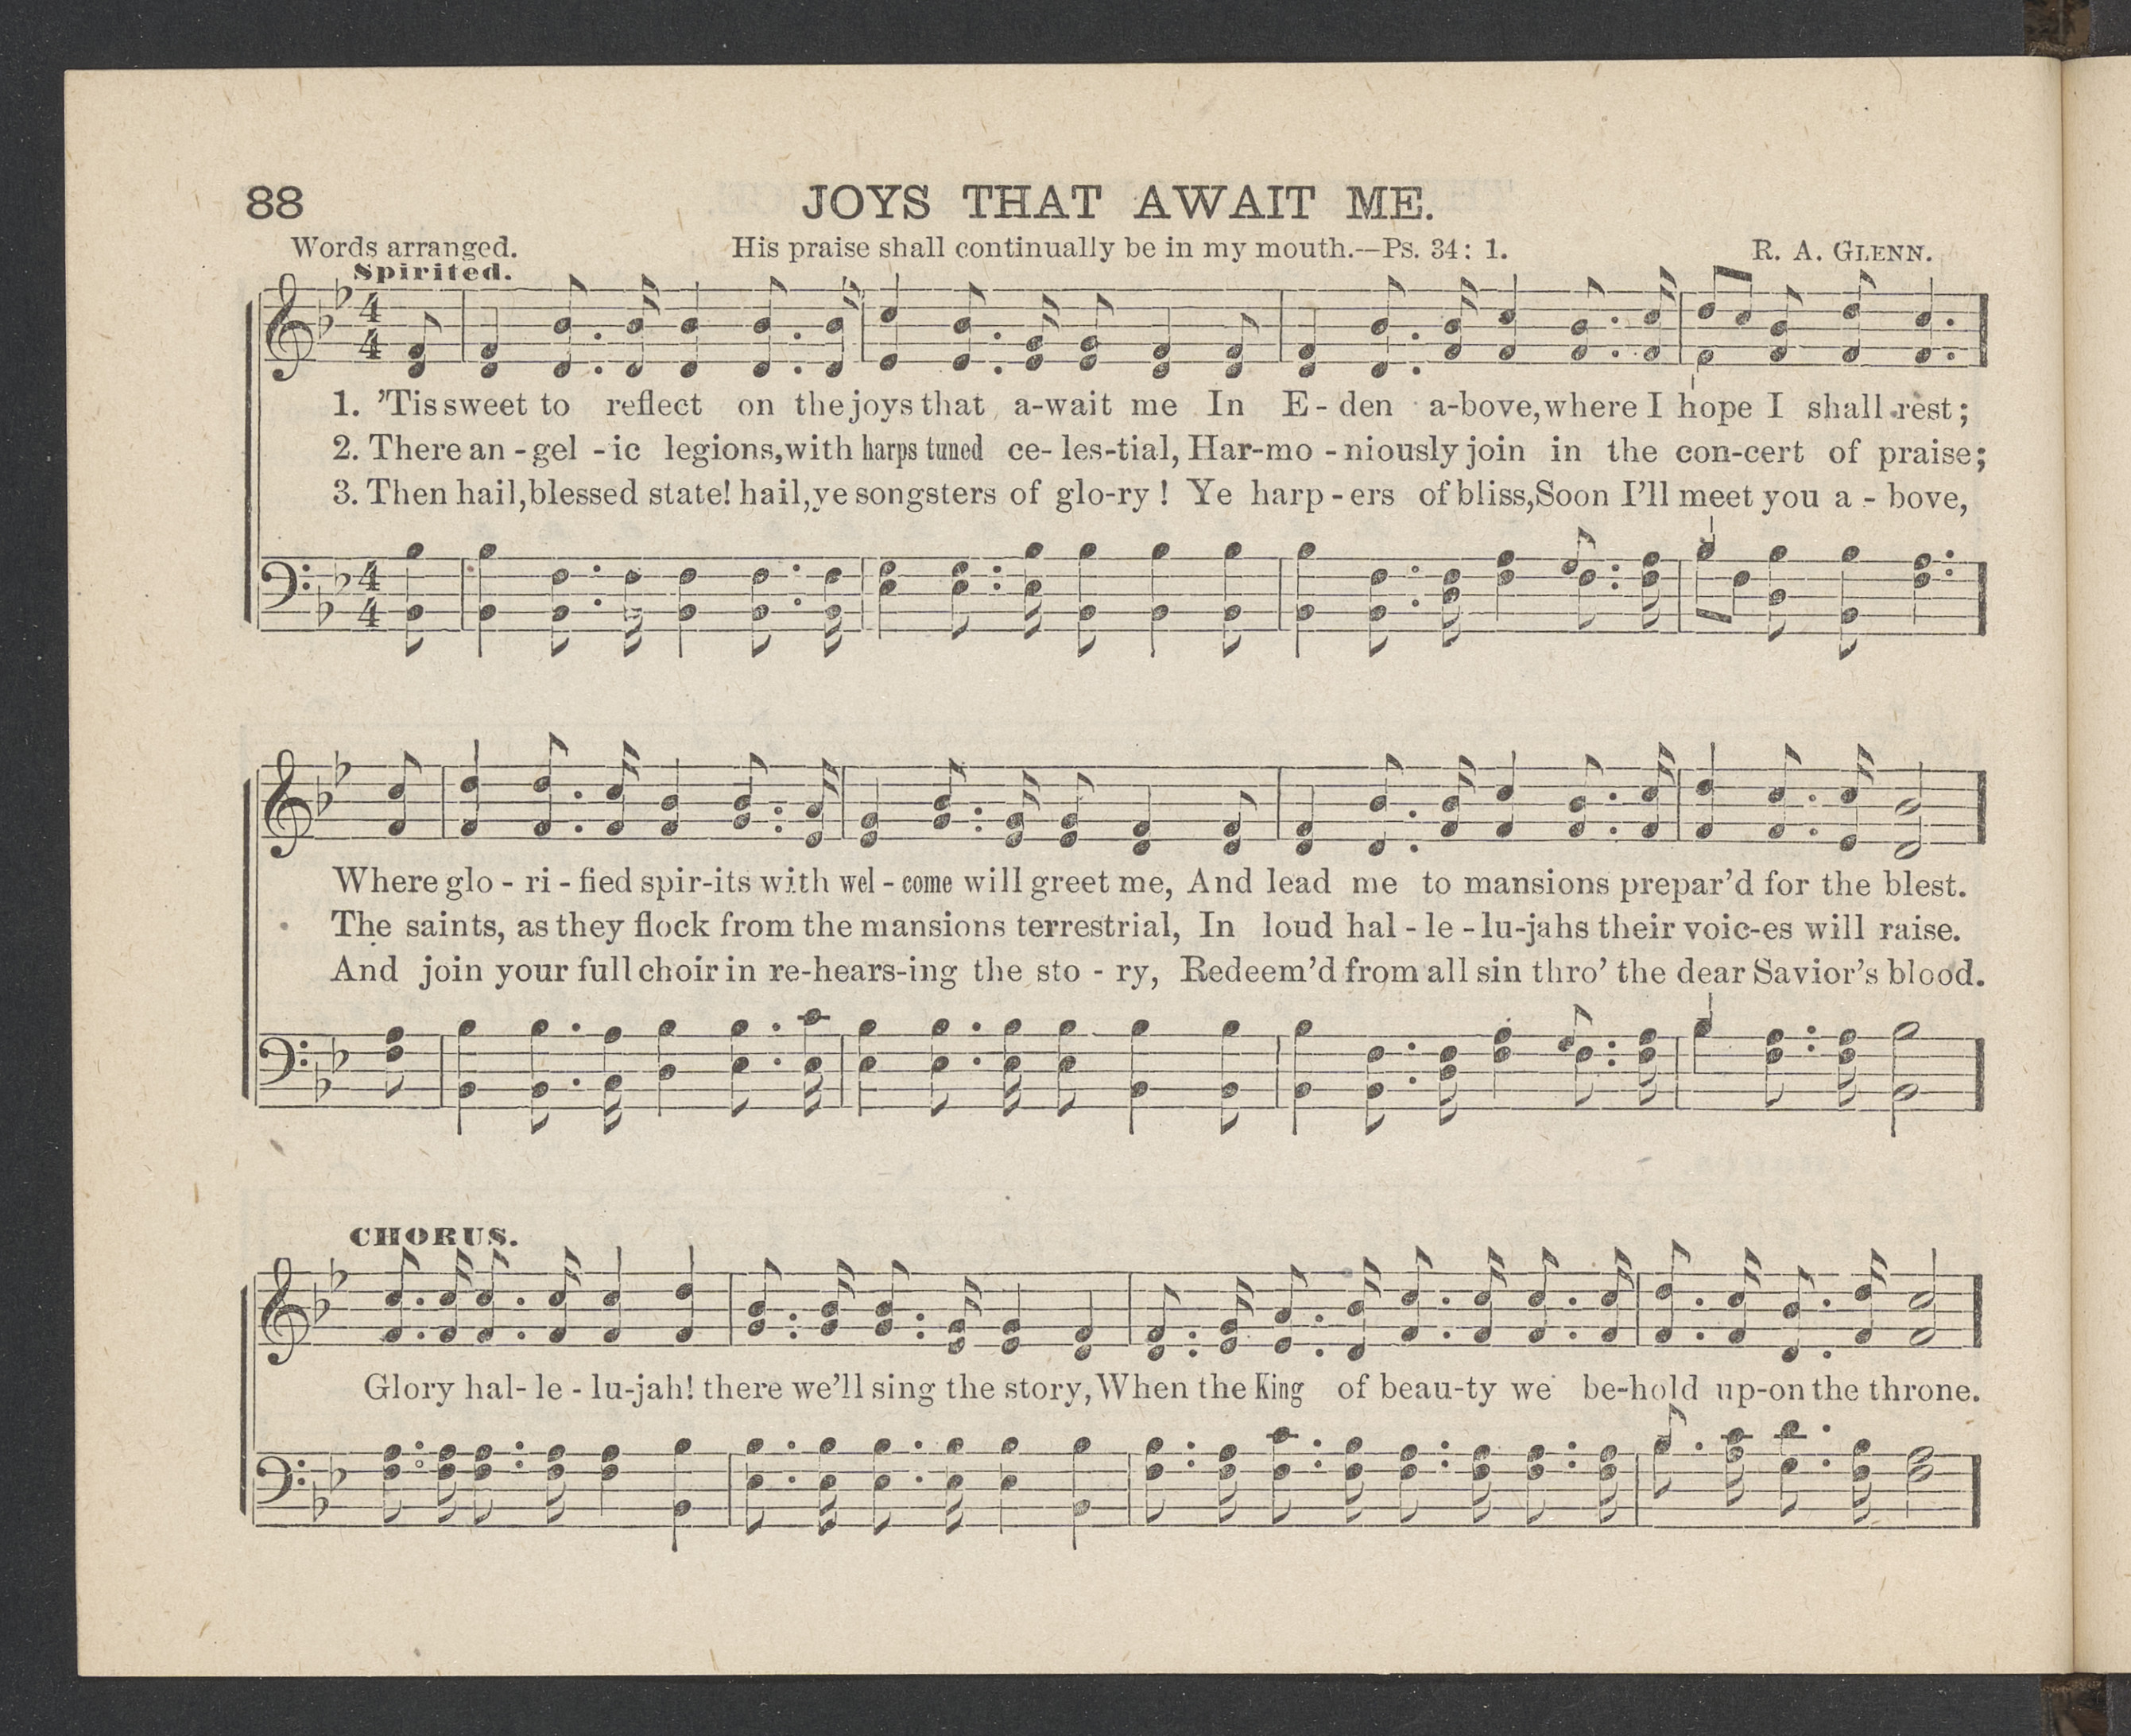 88
JOYS THAT AWAIT ME.
Words arranged.
His praise shall continually be in my mouth.—Ps. 34: 1.
R. A. GLENN.
Spirited.
4 4
1. 'Tis sweet to reflect on the joys that a-wait me In E-den a-bove, where I hope I shall rest;
2. There an-gel-ic legions, with harps tuned ce-les-tial, Har-mo-niously join in the con-cert of praise;
3. Then hail, blessed state! hail, ye songsters of glo-ry! Ye harp-ers of bliss, Soon I'll meet you a-bove,
4 4
Where glo-ri-fied spir-its with wel-come will greet me, And lead me to mansions prepar'd for the blest.
The saints, as they flock from the mansions terrestrial, In loud hal-le-lu-jahs their voic-es will raise.
And join your full choir in re-hears-ing the sto-ry, Redeem'd from all sin thro' the dear Savior's blood.
CHORUS.
Glory hal-le-lu-jah! there we'll sing the story, When the King of beau-ty we be-hold up-on the throne.